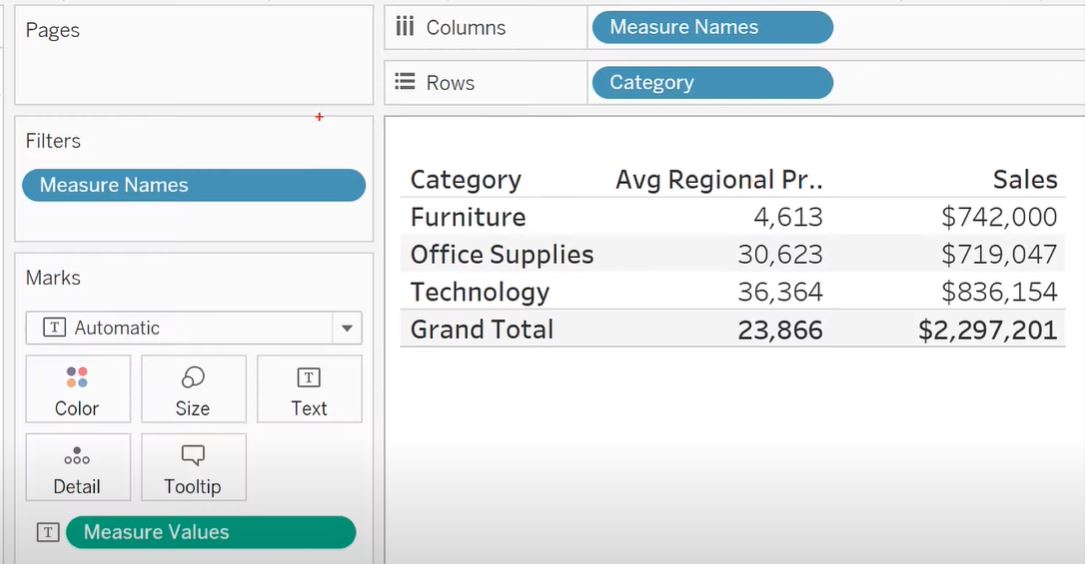 Pages
Columns
Measure Names
Rows
Category
Filters
Measure Names
Marks
T Automatic
Color
Size
T
Text
Detail
Tooltip
T Measure Values
Category Avg Regional Pr.. Sales
Furniture 4,613 $742,000
Office Supplies 30,623 $719,047
Technology 36,364 $836,154
Grand Total 23,866 $2,297,201